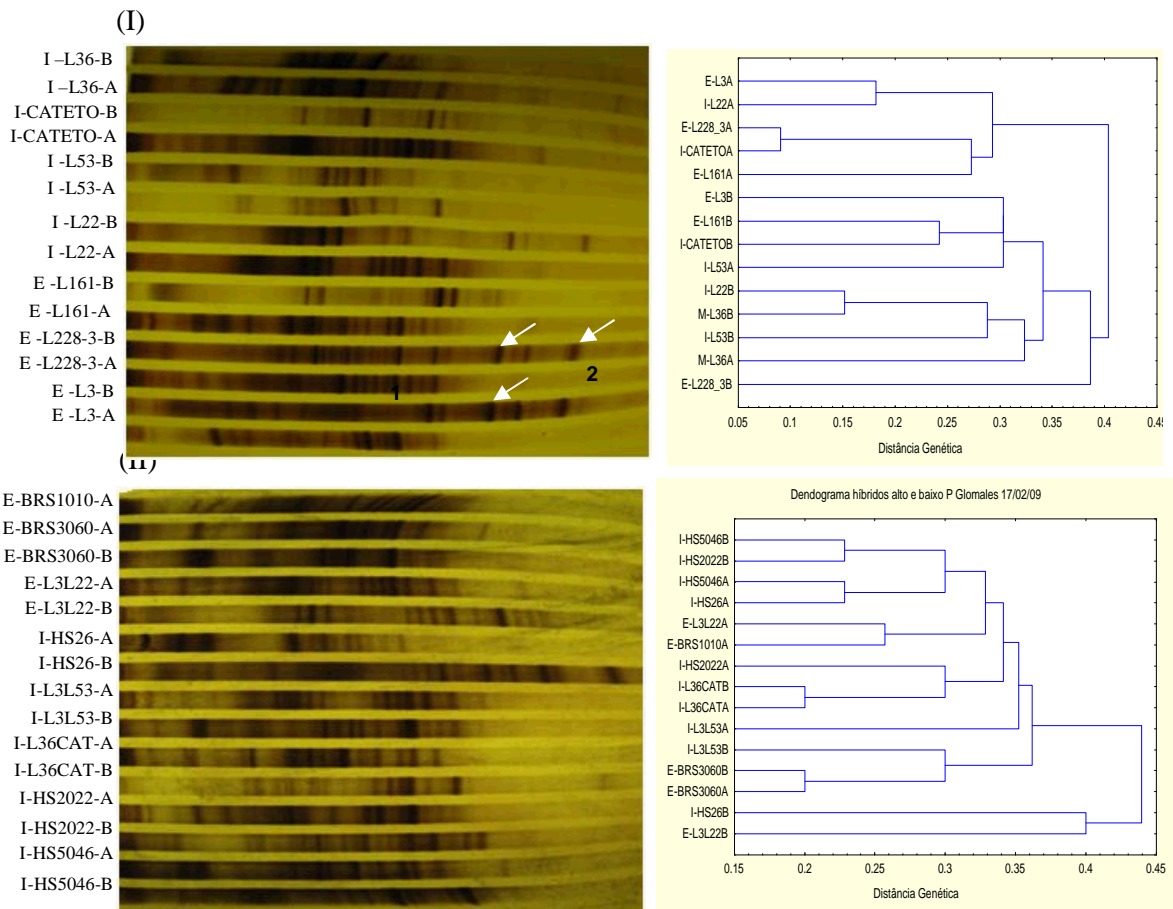 (I)
I –L36-B
I –L36-A
I-CATETO-B
I-CATETO-A
I -L53-B
I -L53-A
I -L22-B
I -L22-A
E -L161-B
E -L161-A
E -L228-3-B
E -L228-3-A
E -L3-B
E -L3-A
1
2
E-L3A
I-L22A
E-L228_3A
I-CATETOA
E-L161A
E-L3B
E-L161B
I-CATETOB
I-L53A
I-L22B
M-L36B
I-L53B
M-L36A
E-L228_3B
0.05 0.1 0.15 0.2 0.25 0.3 0.35 0.4 0.45
Distância Genética
(II)
E-BRS1010-A
E-BRS3060-A
E-BRS3060-B
E-L3L22-A
E-L3L22-B
I-HS26-A
I-HS26-B
I-L3L53-A
I-L3L53-B
I-L36CAT-A
I-L36CAT-B
I-HS2022-A
I-HS2022-B
I-HS5046-A
I-HS5046-B
Dendograma híbridos alto e baixo P Glomales 17/02/09
I-HS5046B
I-HS2022B
I-HS5046A
I-HS26A
E-L3L22A
E-BRS1010A
I-HS2022A
I-L36CATB
I-L36CATA
I-L3L53A
I-L3L53B
E-BRS3060B
E-BRS3060A
I-HS26B
E-L3L22B
0.15 0.2 0.25 0.3 0.35 0.4 0.45
Distância Genética